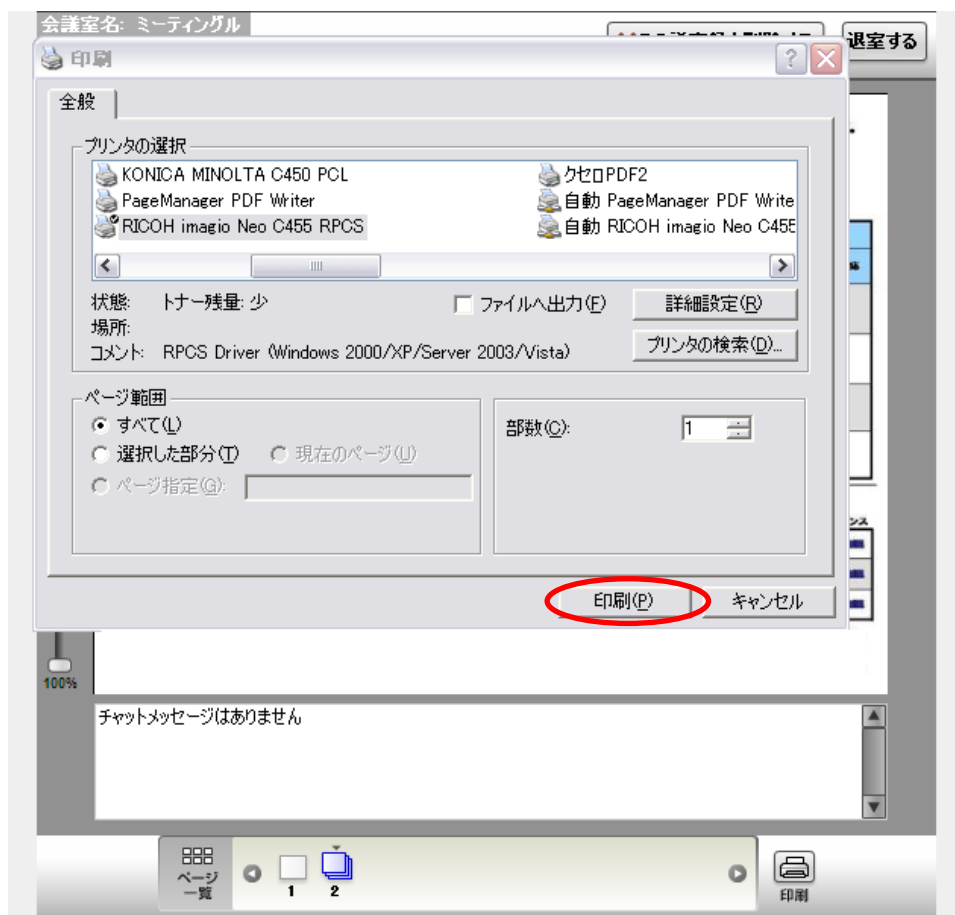 会議室名: ミーティングル
退室する
印刷
全般
プリンタの選択
KONICA MINOLTA C450 PCL
PageManager PDF Writer
RICOH imagio Neo C455 RPCS
クセロPDF2
自動 PageManager PDF Write
自動 RICOH imagio Neo C455
状態: トナー残量: 少
ファイルへ出力(F)
詳細設定(R)
場所:
コメント: RPCS Driver (Windows 2000/XP/Server 2003/Vista)
プリンタの検索(D)...
ページ範囲
すべて(L)
選択した部分(T)
現在のページ(U)
ページ指定(G):
部数(C):
1
印刷(P)
キャンセル
ンス
100%
チャットメッセージはありません
ページ
一覧
1
2
印刷